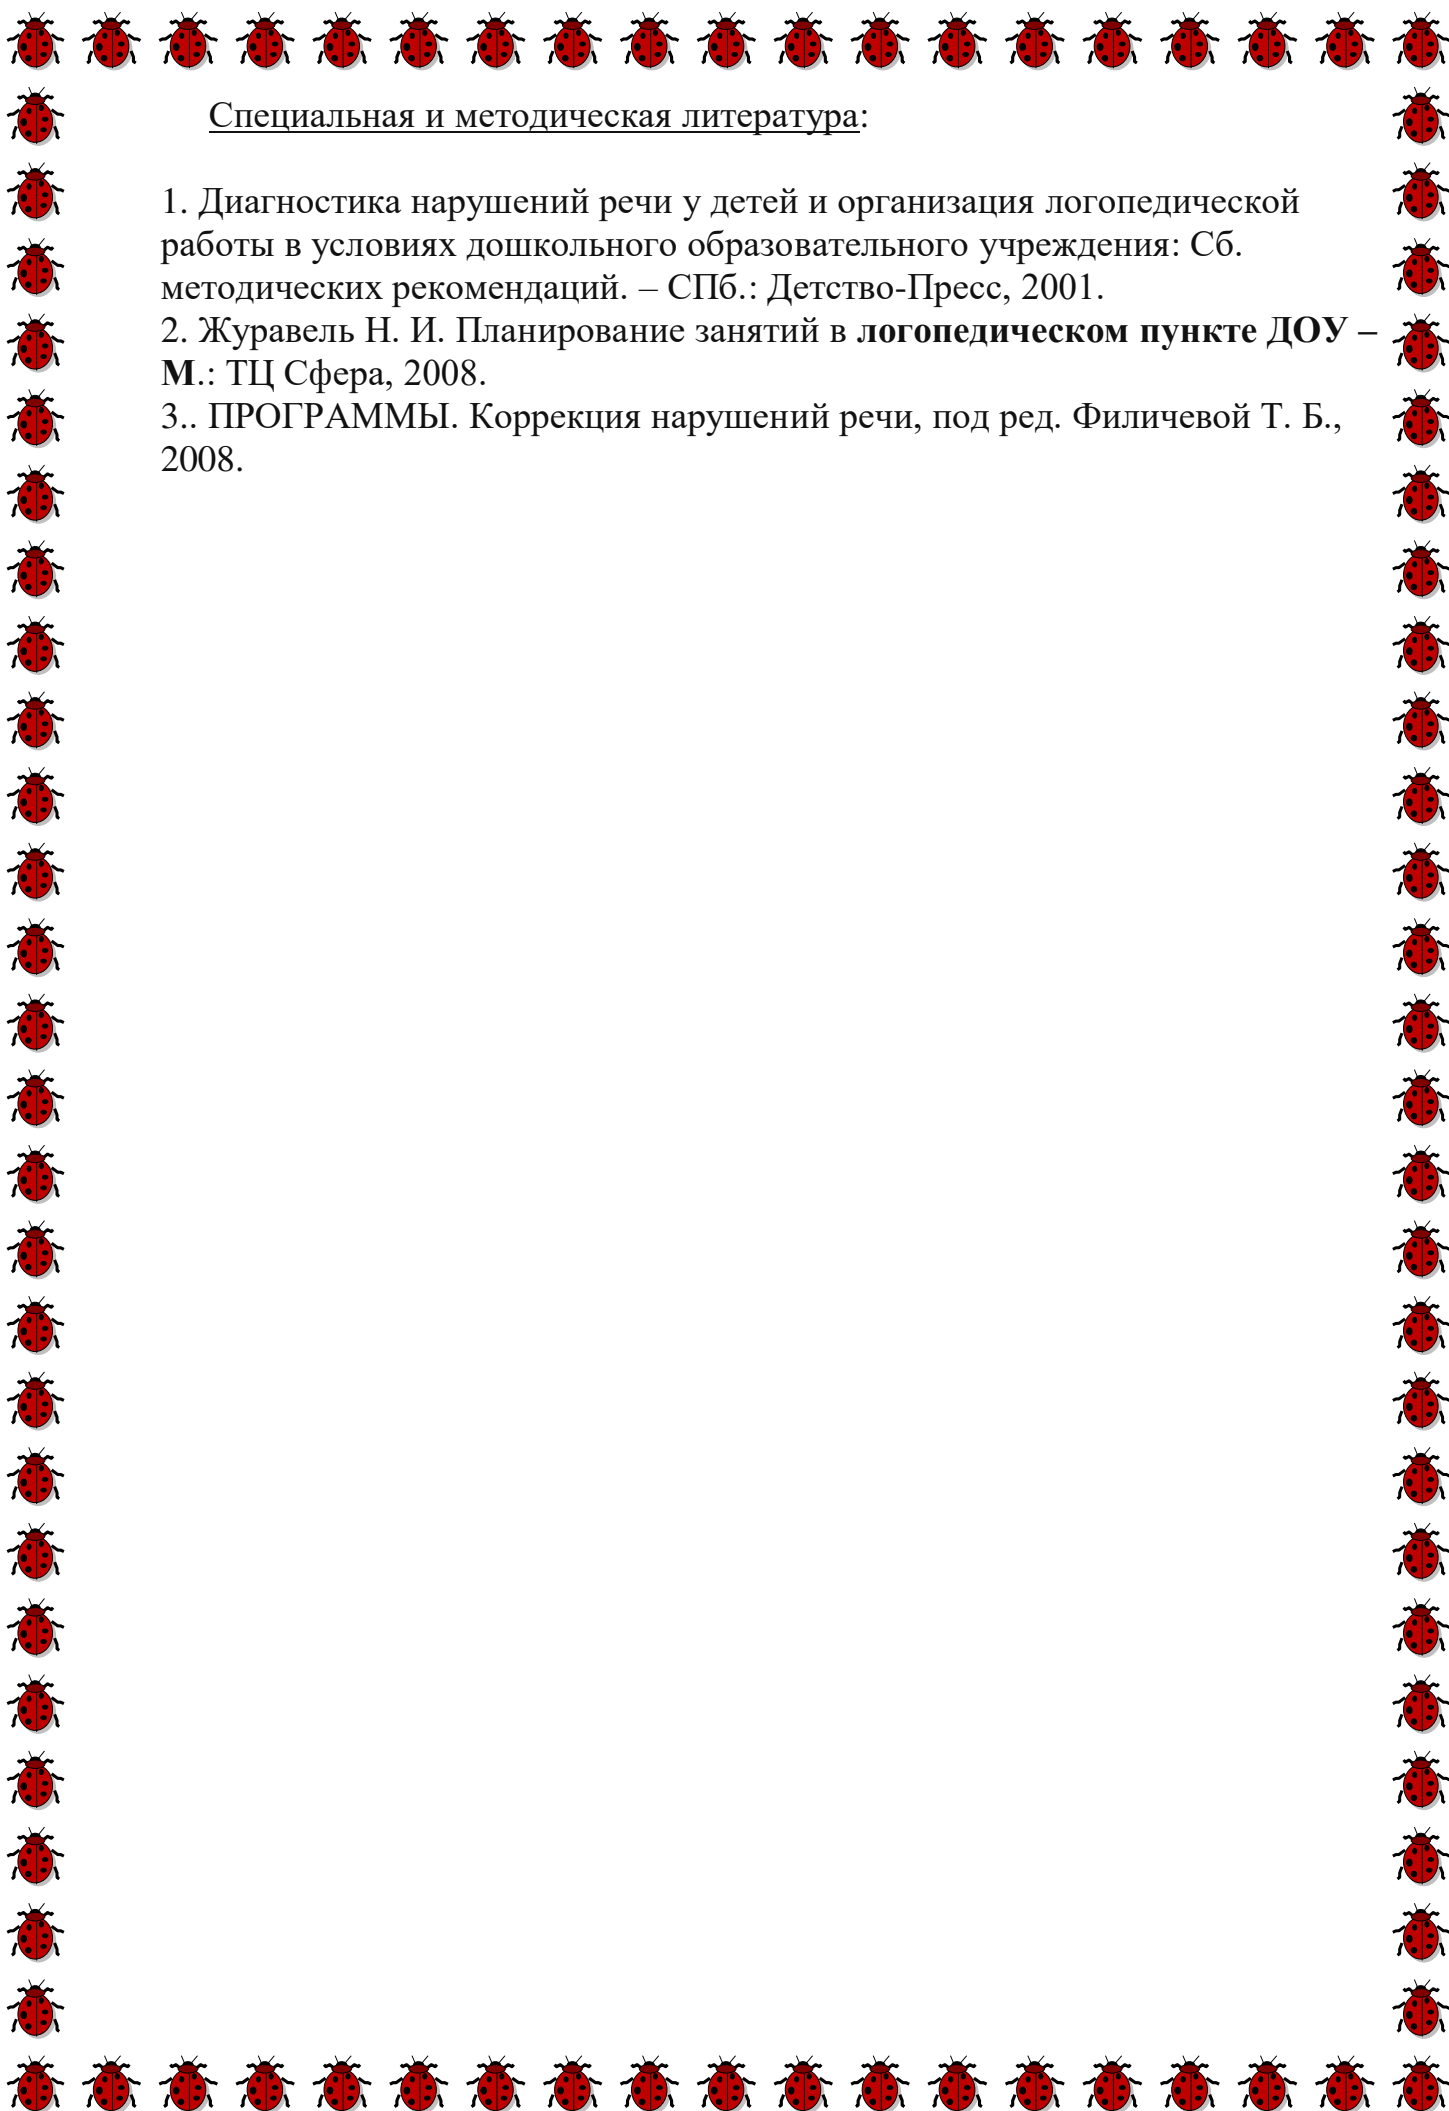 Специальная и методическая литература:
1. Диагностика нарушений речи у детей и организация логопедической
работы в условиях дошкольного образовательного учреждения: Сб.
методических рекомендаций. – СПб.: Детство-Пресс, 2001.
2. Журавель Н. И. Планирование занятий в логопедическом пункте ДОУ –
М.: ТЦ Сфера, 2008.
3.. ПРОГРАММЫ. Коррекция нарушений речи, под ред. Филичевой Т. Б.,
2008.